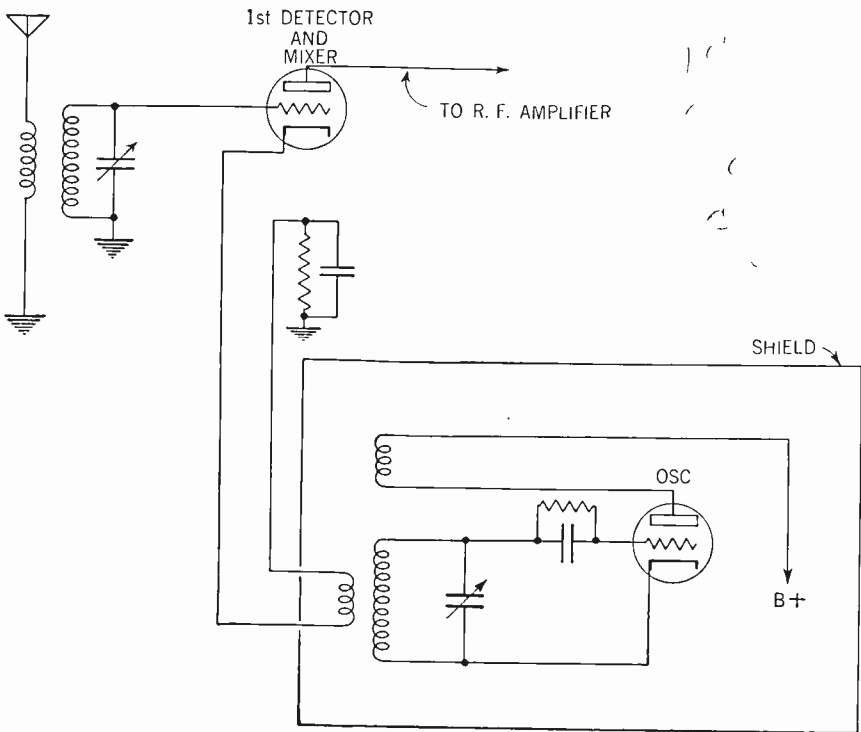 1st DETECTOR
AND
MIXER
TO R. F. AMPLIFIER
SHIELD
OSC
B+